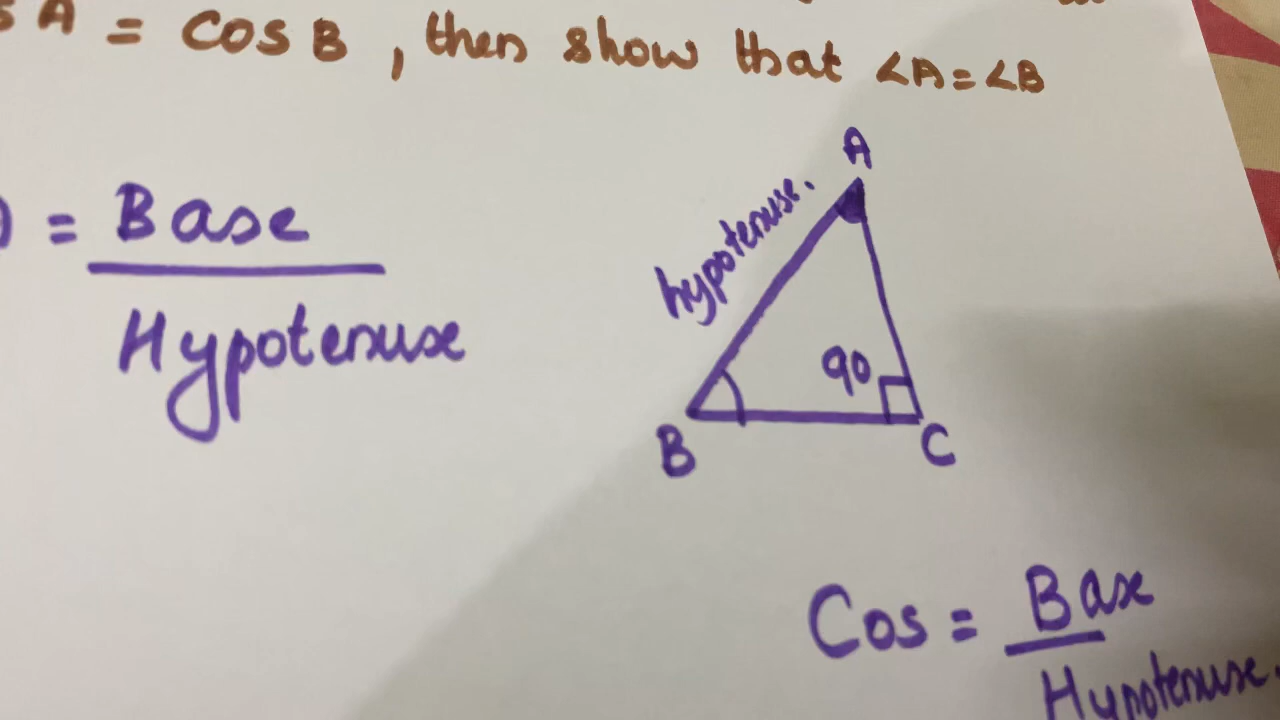 A = COS B, then show that ∠A = ∠B
= Base
Hypotenuse
hypotenuse.
A
90
B
C
Cos = Base
Hypotenuse.